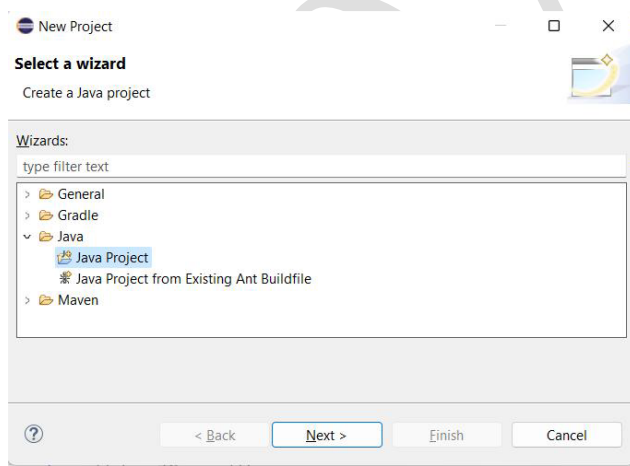 New Project
Select a wizard
Create a Java project
Wizards:
type filter text
General
Gradle
Java
Java Project
Java Project from Existing Ant Buildfile
Maven
?
< Back Next > Finish Cancel